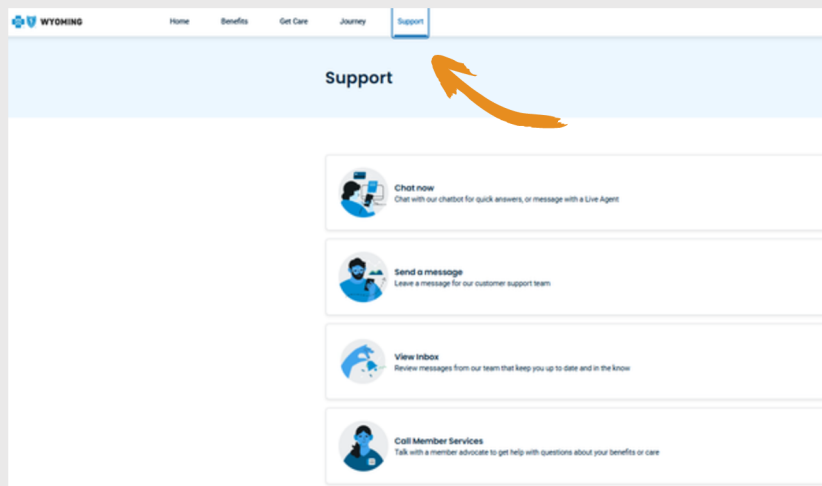 WYOMING
Home Benefits Get Care Journey Support
Support
Chat now
Chat with our chatbot for quick answers, or message with a Live Agent
Send a message
Leave a message for our customer support team
View Inbox
Review messages from our team that keep you up to date and in the know
Call Member Services
Talk with a member advocate to get help with questions about your benefits or care